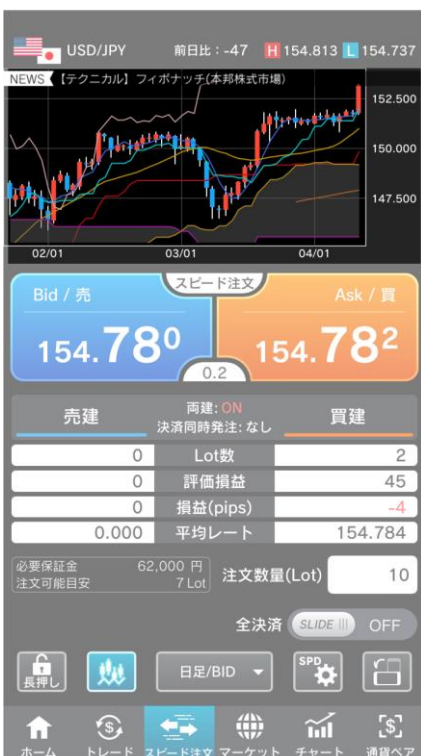 USD/JPY 前日比：-47 H 154.813 L 154.737
NEWS 【テクニカル】フィボナッチ(本邦株式市場)
152.500
150.000
147.500
02/01 03/01 04/01
スピード注文
Bid / 売 Ask / 買
154.780 154.782
0.2
売建 両建: ON 買建
決済同時発注: なし
0 Lot数 2
0 評価損益 45
0 損益(pips) -4
0.000 平均レート 154.784
必要保証金 62,000 円
注文可能目安 7 Lot
注文数量(Lot) 10
全決済 SLIDE OFF
長押し 日足/BID SPD
ホーム トレード スピード注文 マーケット チャート 通貨ペア